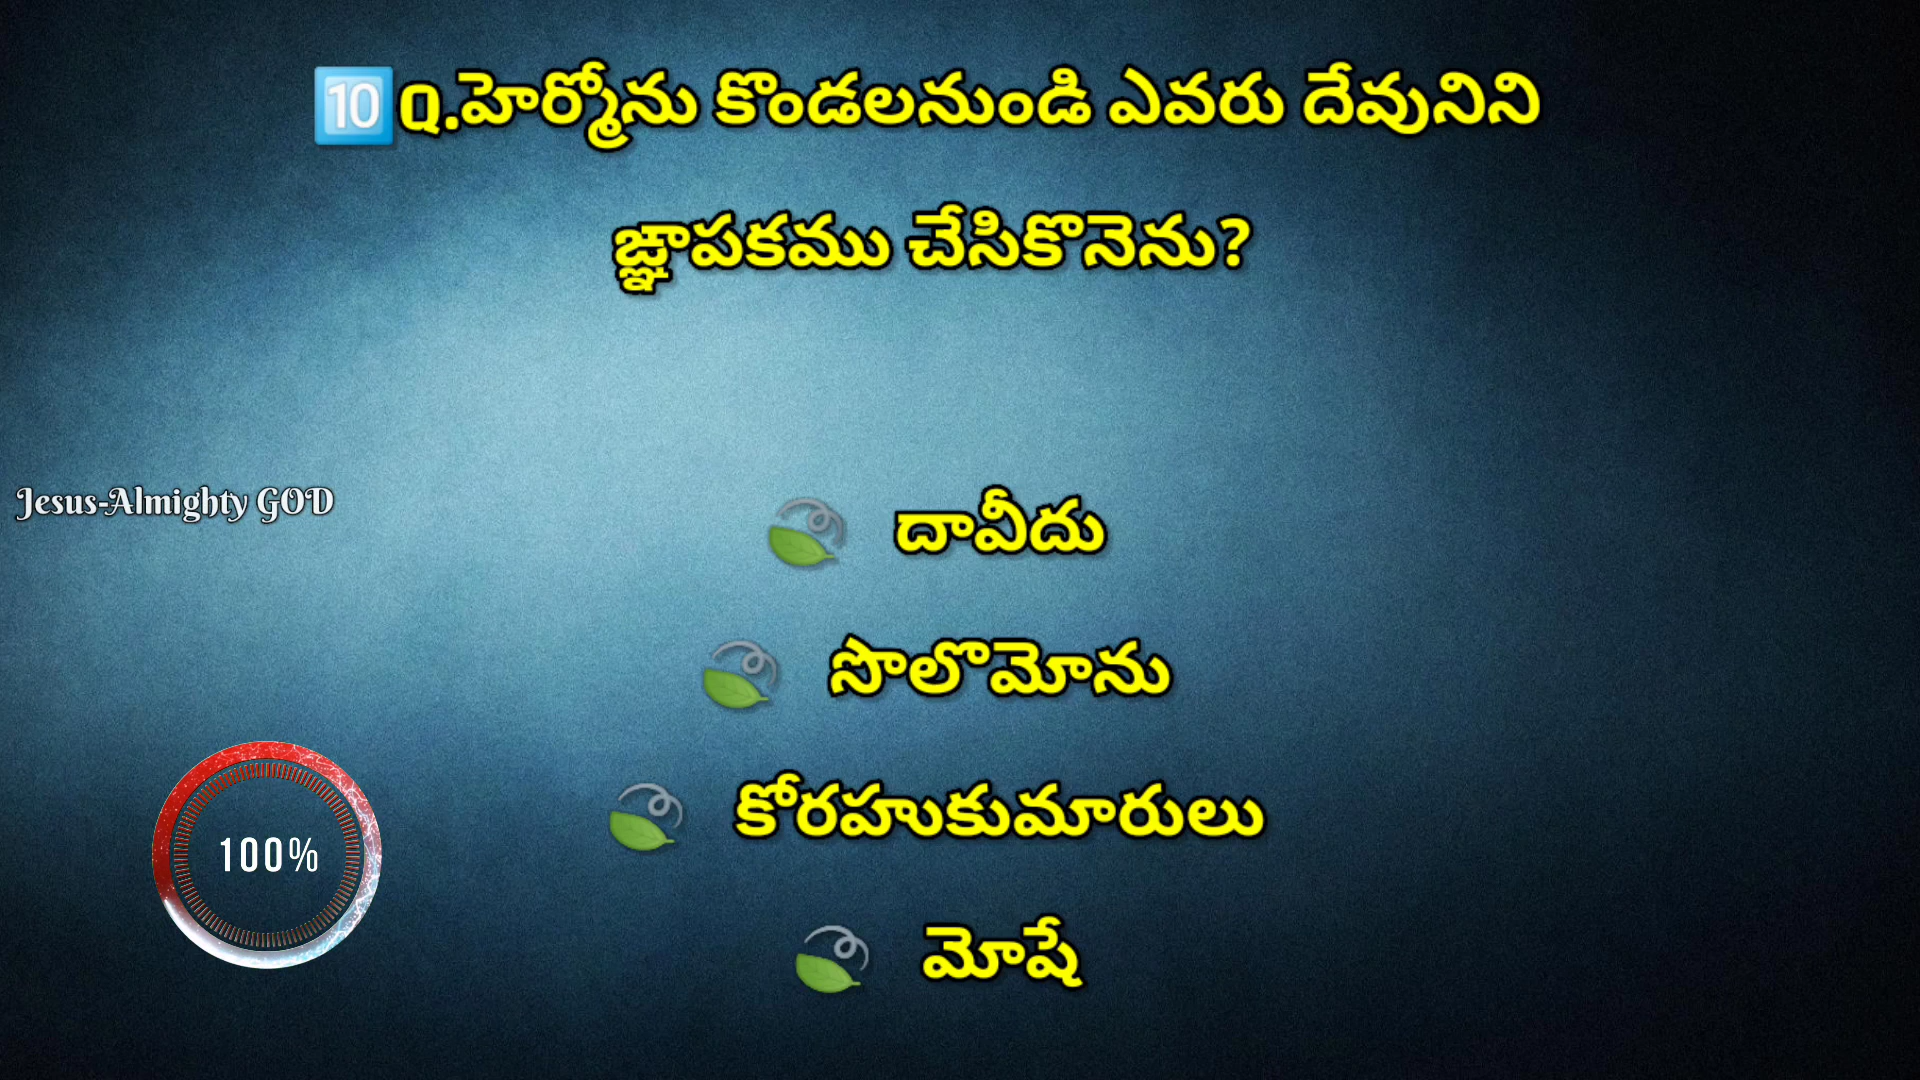 🔟Q.హెర్మోను కొండలనుండి ఎవరు దేవునిని
జ్ఞాపకము చేసికొనెను?
Jesus-Almighty GOD
🍃 దావీదు
🍃 సొలొమోను
🍃 కోరహుకుమారులు
100%
🍃 మోషే